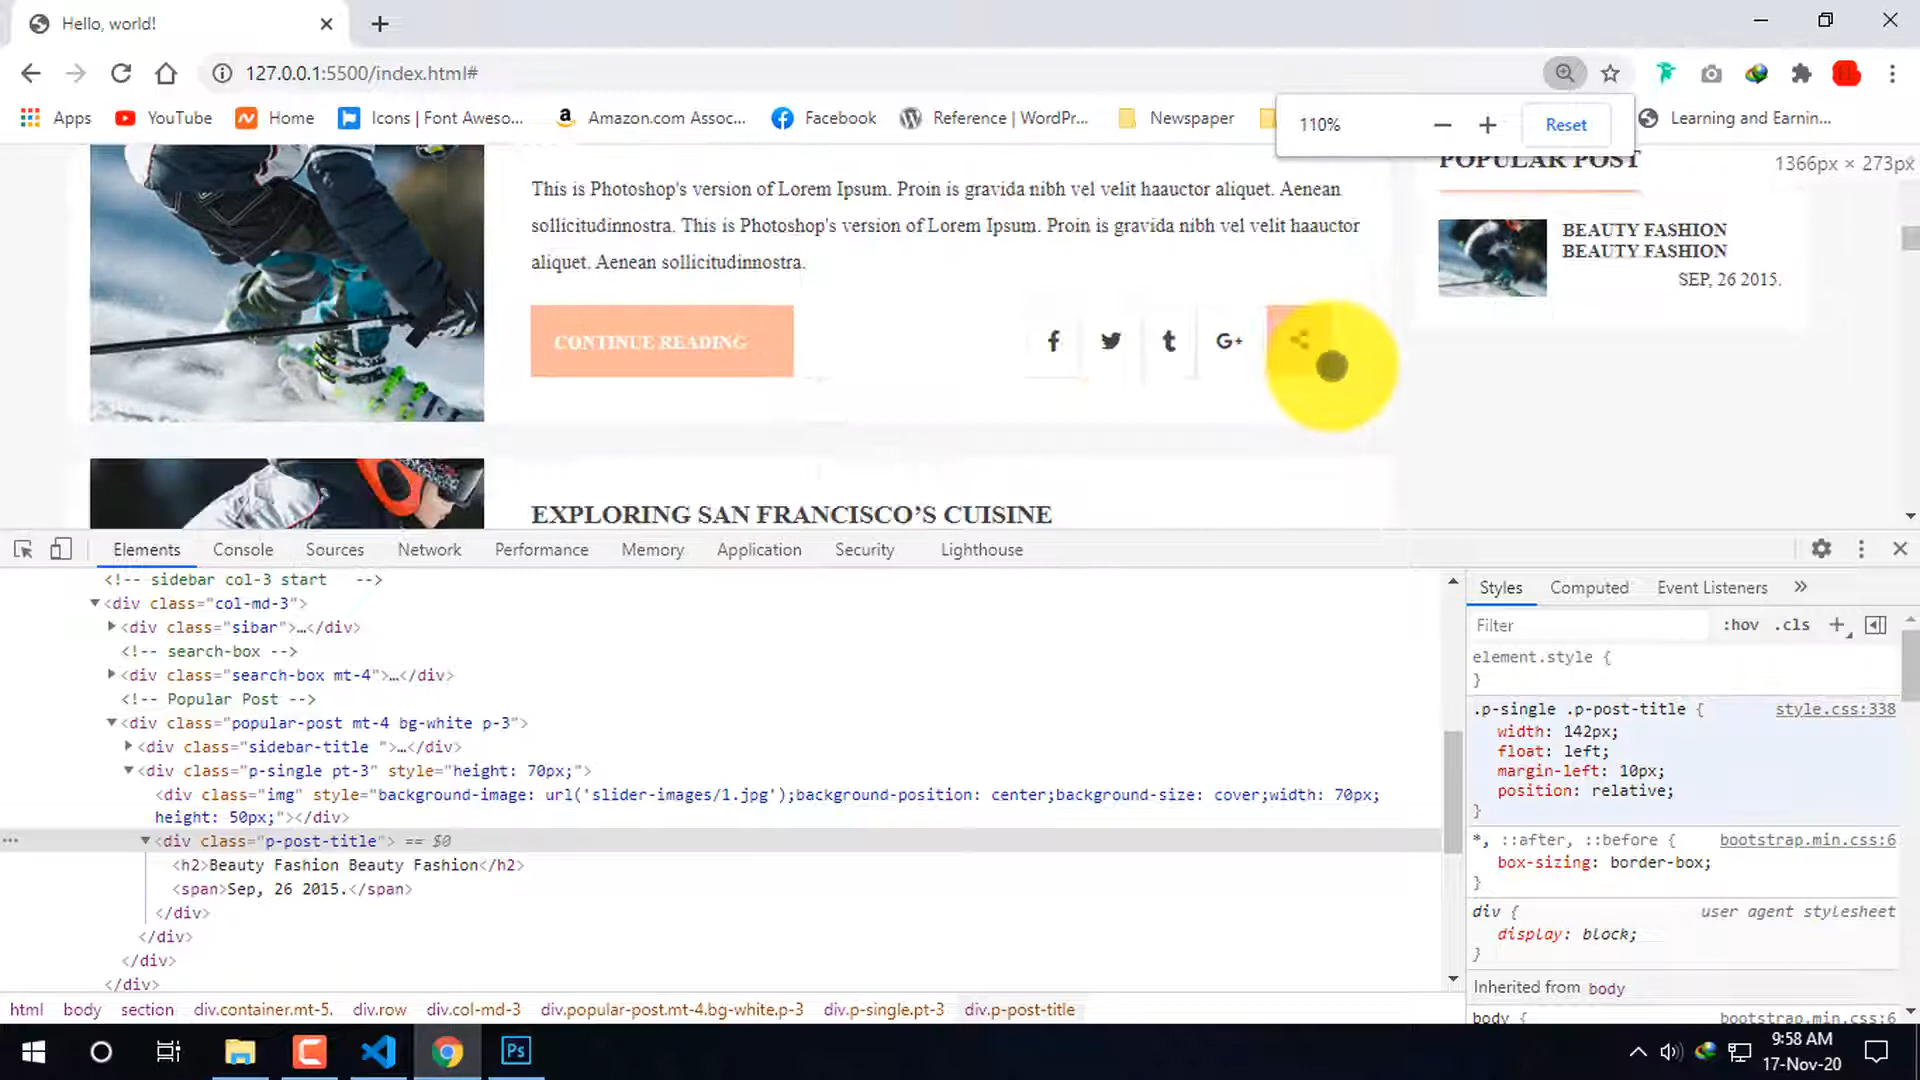 Hello, world!
127.0.0.1:5500/index.html#
Apps
YouTube
Home
Icons | Font Aweso...
Amazon.com Assoc...
Facebook
Reference | WordPr...
Newspaper
Learning and Earnin...
110%
Reset
POPULAR POST
1366px × 273px
This is Photoshop's version of Lorem Ipsum. Proin is gravida nibh vel velit haauctor aliquet. Aenean
sollicitudinnostra. This is Photoshop's version of Lorem Ipsum. Proin is gravida nibh vel velit haauctor
aliquet. Aenean sollicitudinnostra.
BEAUTY FASHION
BEAUTY FASHION
SEP, 26 2015.
CONTINUE READING
EXPLORING SAN FRANCISCO’S CUISINE
Elements
Console
Sources
Network
Performance
Memory
Application
Security
Lighthouse
<!-- sidebar col-3 start   -->
<div class="col-md-3">
<div class="sibar">…</div>
<!-- search-box -->
<div class="search-box mt-4">…</div>
<!-- Popular Post -->
<div class="popular-post mt-4 bg-white p-3">
<div class="sidebar-title ">…</div>
<div class="p-single pt-3" style="height: 70px;">
<div class="img" style="background-image: url('slider-images/1.jpg');background-position: center;background-size: cover;width: 70px;
height: 50px;"></div>
<div class="p-post-title"> == $0
<h2>Beauty Fashion Beauty Fashion</h2>
<span>Sep, 26 2015.</span>
</div>
</div>
</div>
</div>
html
body
section
div.container.mt-5.
div.row
div.col-md-3
div.popular-post.mt-4.bg-white.p-3
div.p-single.pt-3
div.p-post-title
Styles
Computed
Event Listeners
Filter
:hov
.cls
element.style {
}
.p-single .p-post-title {
style.css:338
width: 142px;
float: left;
margin-left: 10px;
position: relative;
}
*, ::after, ::before {
bootstrap.min.css:6
box-sizing: border-box;
}
div {
user agent stylesheet
display: block;
}
Inherited from body
body {
bootstrap.min.css:6
Ps
9:58 AM
17-Nov-20